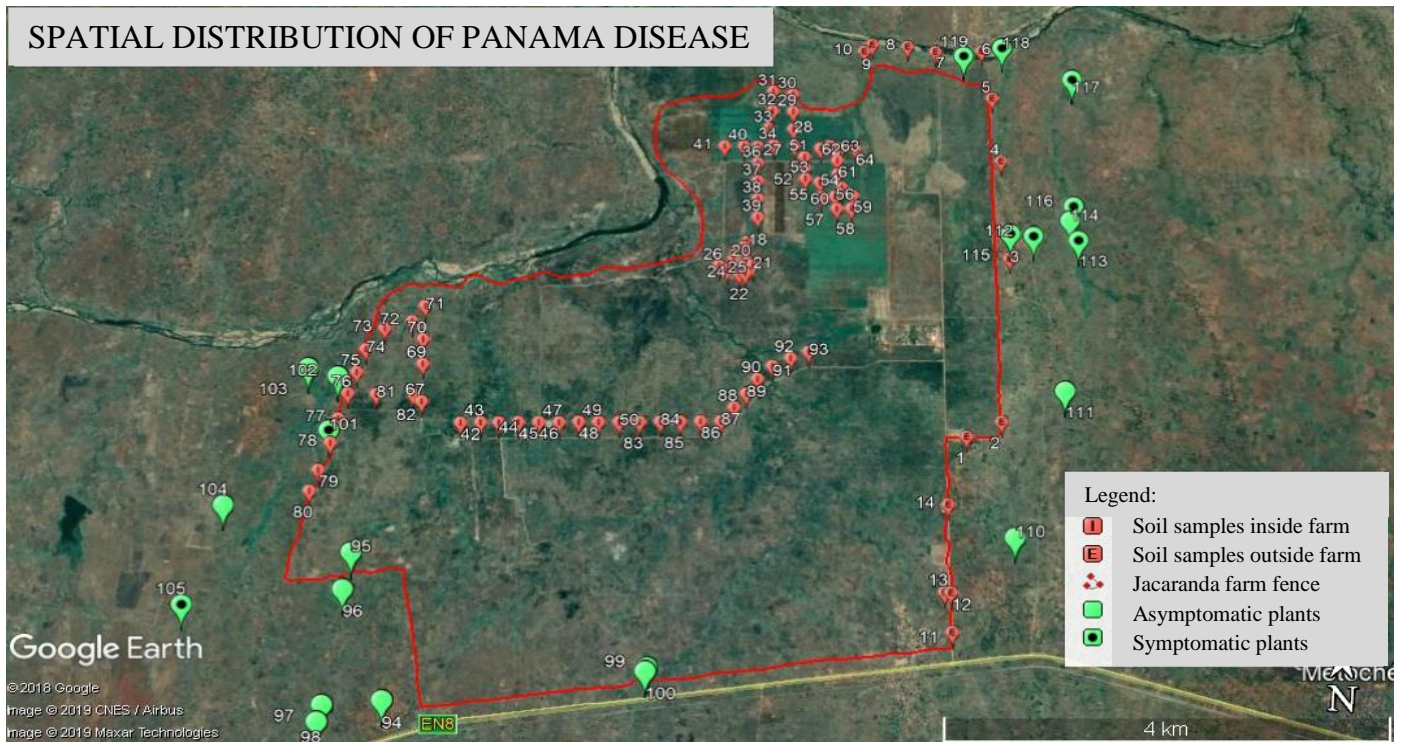 SPATIAL DISTRIBUTION OF PANAMA DISEASE
10 8 119 6 118
9 7
117
31 30 5
32 29
33 28
41 40 34 51 62 63
36 27 64 4
37 53 61
38 52 54
55 56
39 60 59 116
57 58 114
18 112
26 20 115 3 113
24 25 21
22
71
73 72 70
74 92 93
75 69 90 91
102 76
103 81 67 88 89 111
77 82 43 47 49 84 87
101 42 44 45 46 48 50 83 85 86 2
78 1
79
80 14
104
95 110
105 96 13
12
11
99
100
97 94
98
Legend:
I Soil samples inside farm
E Soil samples outside farm
Jacaranda farm fence
Asymptomatic plants
Symptomatic plants
Google Earth
© 2018 Google
mage © 2019 CNES / Airbus
mage © 2019 Maxar Technologies
EN8
N
4 km